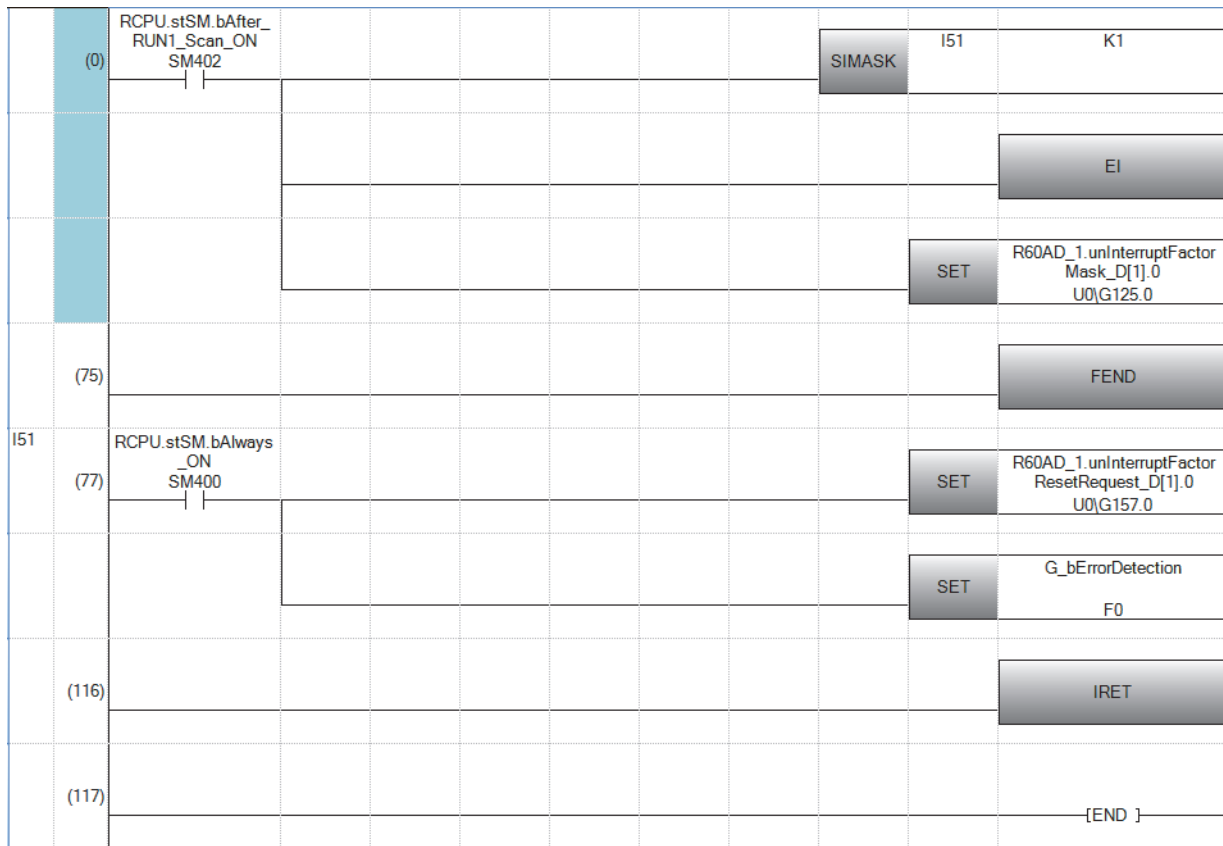 RCPU.stSM.bAfter_
RUN1_Scan_ON
(0) SM402 SIMASK I51 K1
EI
SET R60AD_1.unInterruptFactor
Mask_D[1].0
U0\G125.0
(75) FEND
I51 RCPU.stSM.bAlways
_ON
(77) SM400 SET R60AD_1.unInterruptFactor
ResetRequest_D[1].0
U0\G157.0
SET G_bErrorDetection
F0
(116) IRET
(117) [END ]